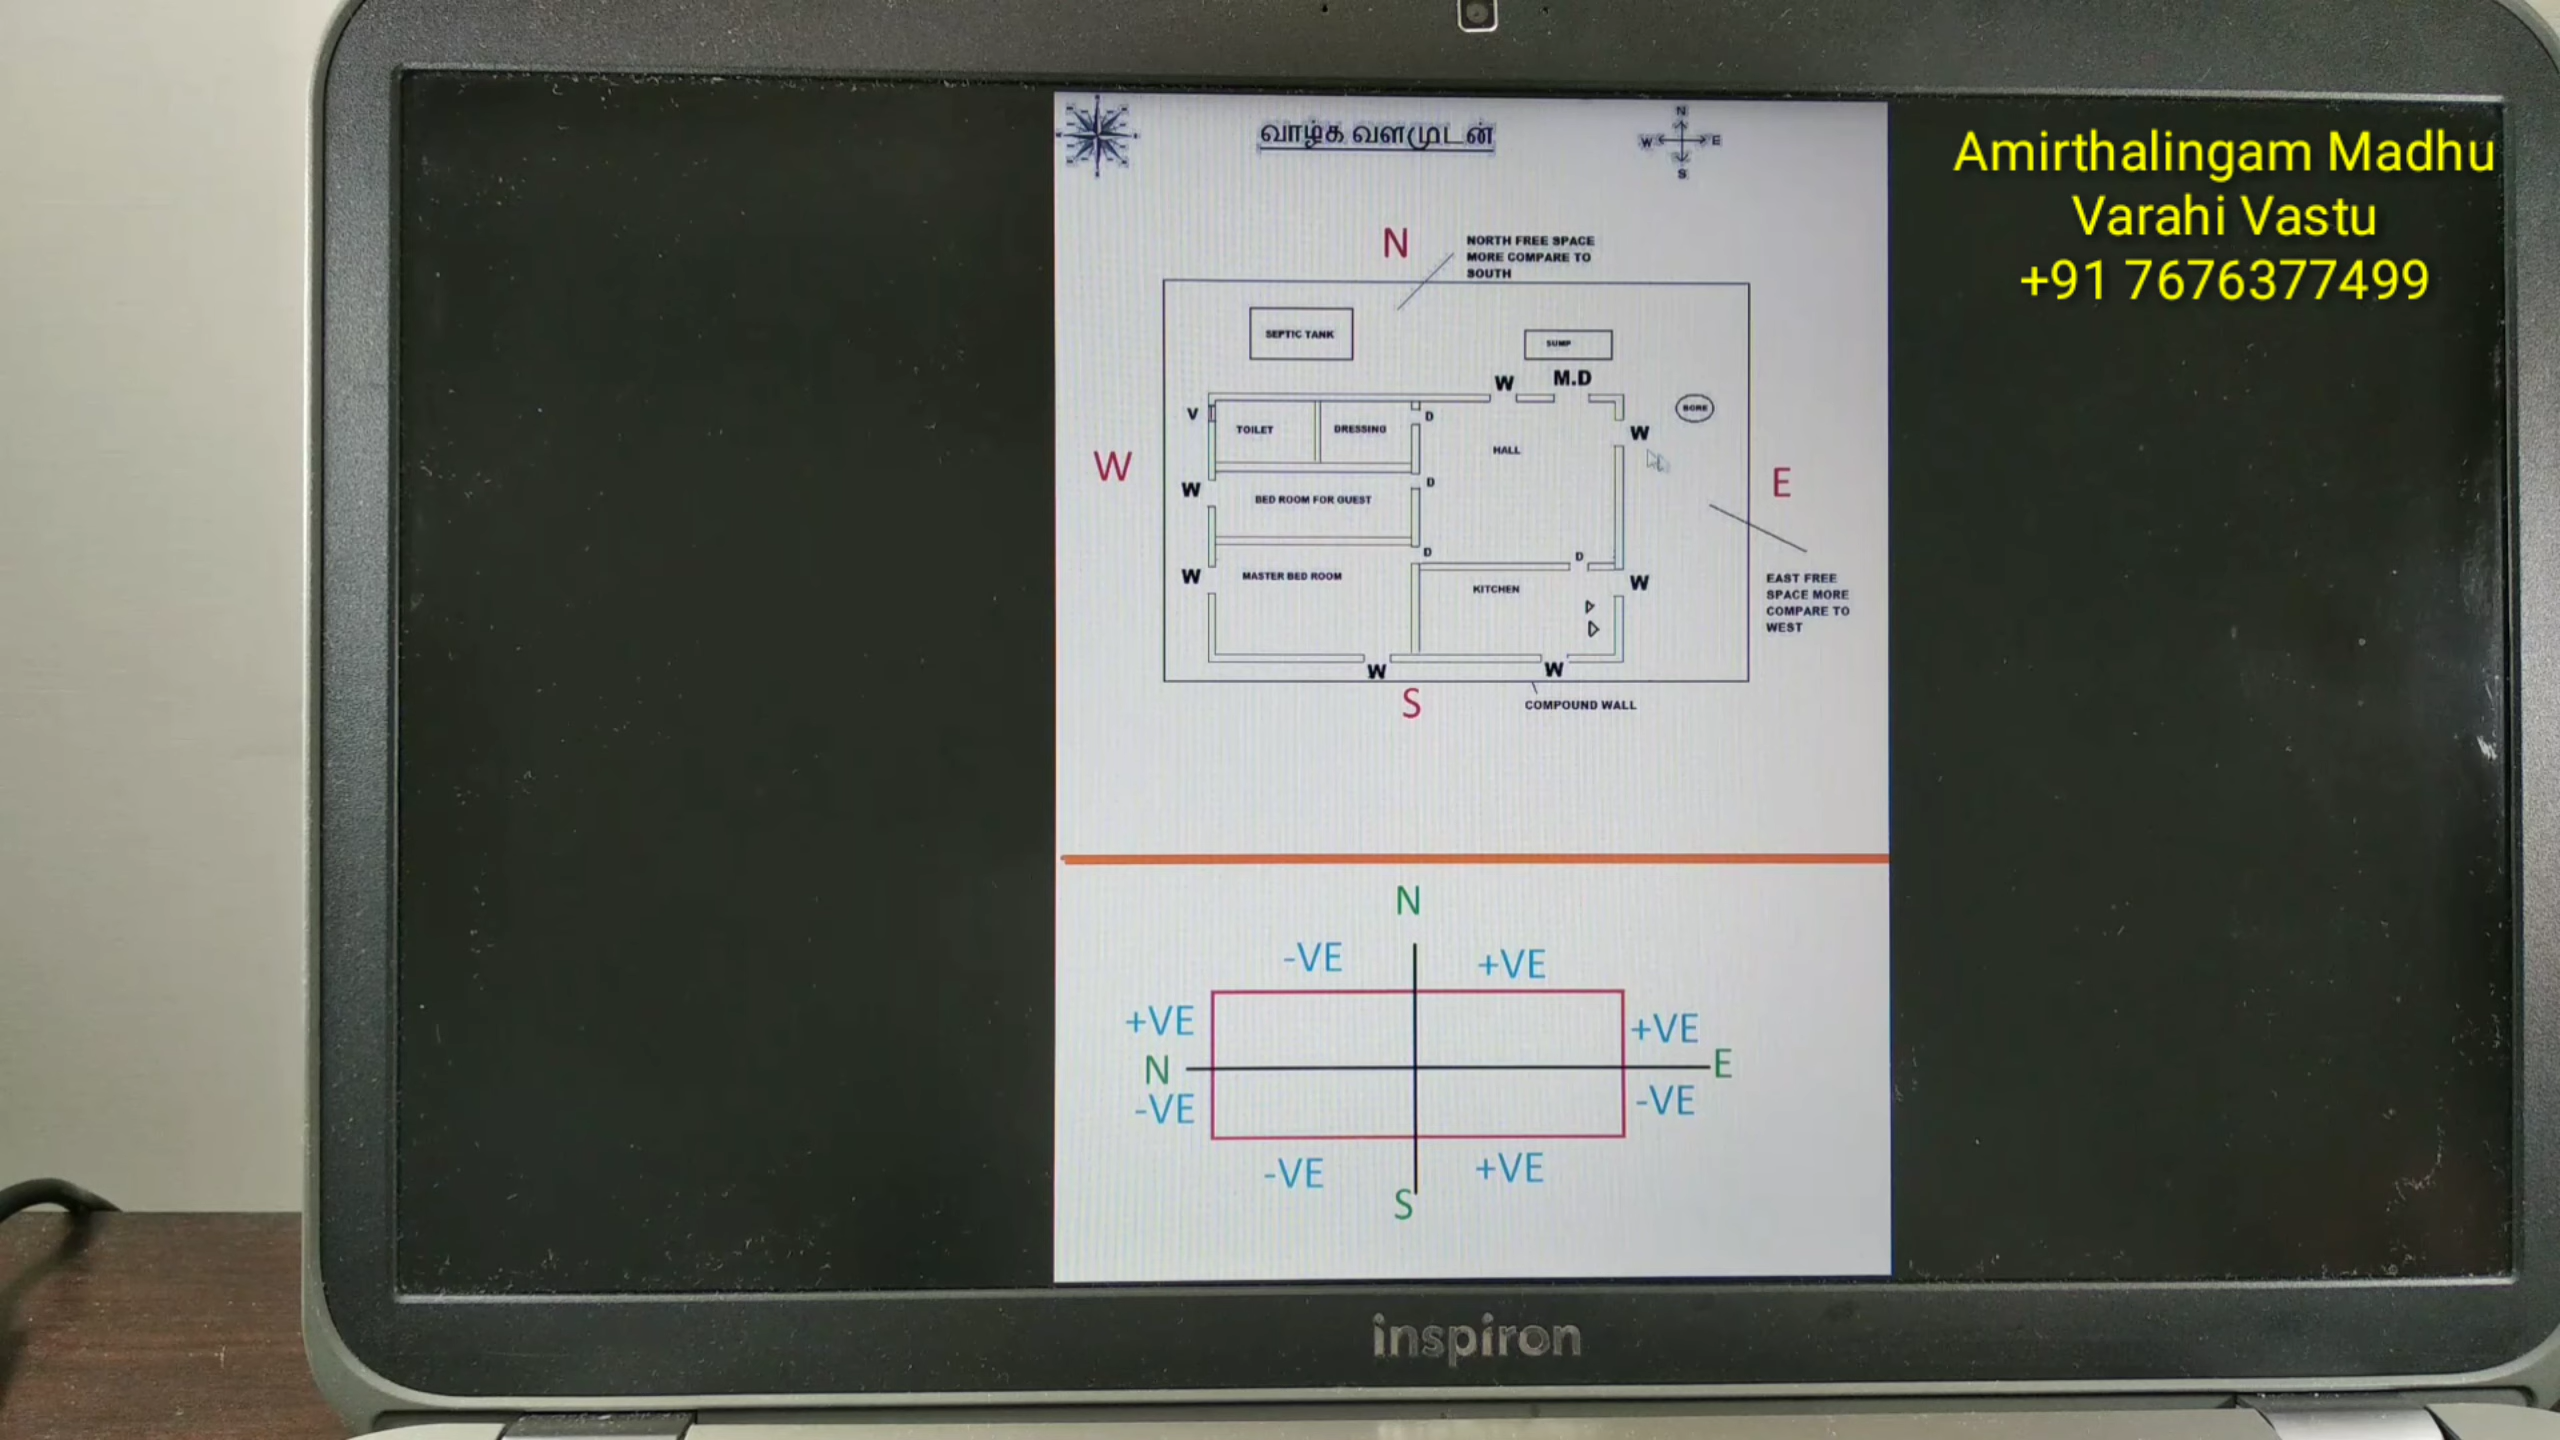 வாழ்க வளமுடன்
N
W E
S
Amirthalingam Madhu
Varahi Vastu
+91 7676377499
N
NORTH FREE SPACE
MORE COMPARE TO
SOUTH
SEPTIC TANK
SUMP
W M.D
V
TOILET
DRESSING
D
BORE
W
HALL
W
E
W
BED ROOM FOR GUEST
D
W
MASTER BED ROOM
D
D
KITCHEN
W
EAST FREE
SPACE MORE
COMPARE TO
WEST
W
W
S
COMPOUND WALL
N
-VE +VE
+VE +VE
N E
-VE -VE
-VE +VE
S
inspiron